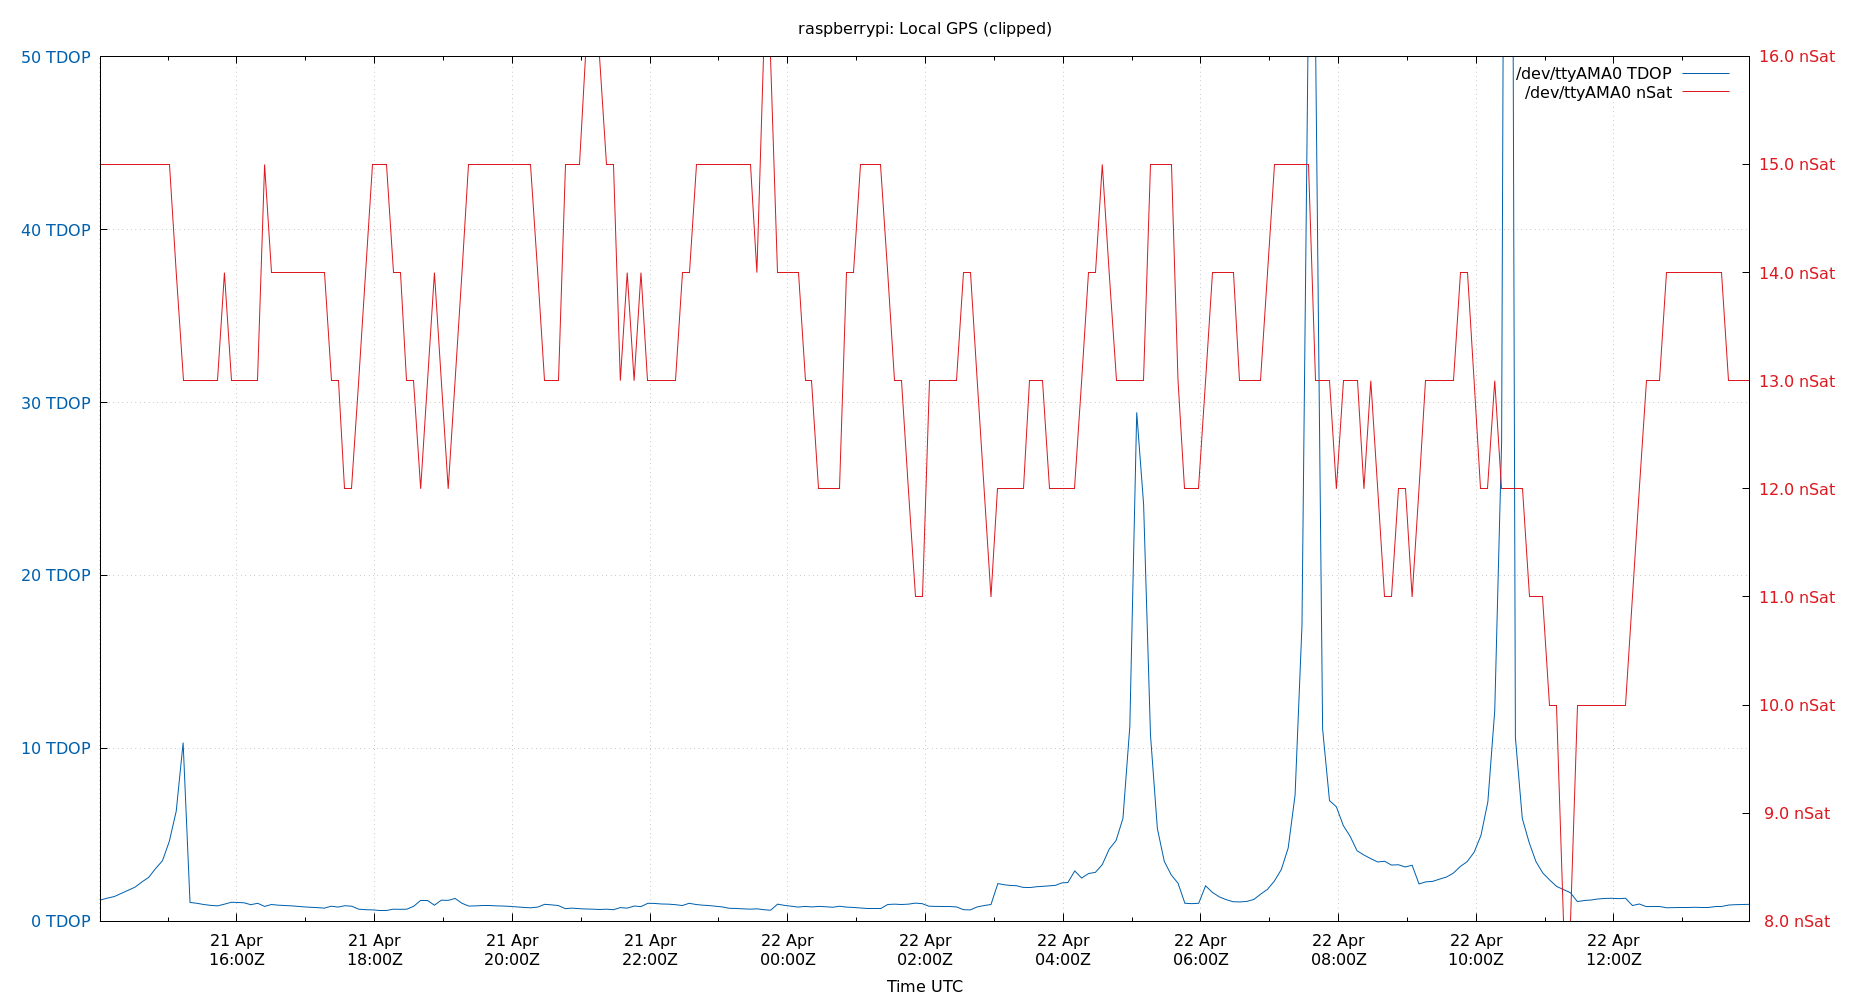 raspberrypi: Local GPS (clipped)
50 TDOP
40 TDOP
30 TDOP
20 TDOP
10 TDOP
0 TDOP
16.0 nSat
15.0 nSat
14.0 nSat
13.0 nSat
12.0 nSat
11.0 nSat
10.0 nSat
9.0 nSat
8.0 nSat
/dev/ttyAMA0 TDOP
/dev/ttyAMA0 nSat
21 Apr
16:00Z
21 Apr
18:00Z
21 Apr
20:00Z
21 Apr
22:00Z
22 Apr
00:00Z
22 Apr
02:00Z
22 Apr
04:00Z
22 Apr
06:00Z
22 Apr
08:00Z
22 Apr
10:00Z
22 Apr
12:00Z
Time UTC